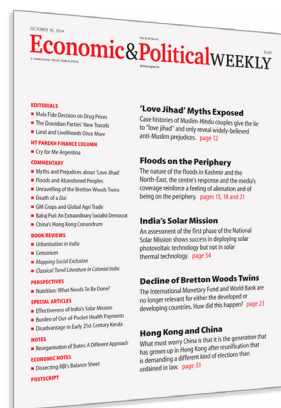 OCTOBER 18, 2014
Economic&PoliticalWEEKLY
EDITORIALS
Mala Fide Decision on Drug Prices
The Dravidian Parties' New Travails
Land and Livelihoods Once More
HT PAREKH FINANCE COLUMN
Cry for Me Argentina
COMMENTARY
Myths and Prejudices about 'Love Jihad'
Floods and Abandoned Peoples
Unravelling of the Bretton Woods Twins
Death of a Dai
GM Crops and Global Agri Trade
Balraj Puri: An Extraordinary Socialist Democrat
China's Hong Kong Conundrum
BOOK REVIEWS
Urbanisation in India
Censorium
Mapping Social Exclusion
Classical Tamil Literature in Colonial India
PERSPECTIVES
Nutrition: What Needs To Be Done?
SPECIAL ARTICLES
Effectiveness of India's Solar Mission
Burden of Out-of-Pocket Health Payments
Disadvantage in Early 21st Century Kerala
NOTES
Reorganisation of States: A Different Approach
ECONOMIC NOTES
Dissecting RBI's Balance Sheet
POSTSCRIPT
'Love Jihad' Myths Exposed
Case histories of Muslim-Hindu couples give the lie
to "love jihad" and only reveal widely-believed
anti-Muslim prejudices. page 12
Floods on the Periphery
The nature of the floods in Kashmir and the
North-East, the centre's response and the media's
coverage reinforce a feeling of alienation and of
being on the periphery. pages 15, 18 and 21
India's Solar Mission
An assessment of the first phase of the National
Solar Mission shows success in deploying solar
photovoltaic technology but not in solar
thermal technology. page 54
Decline of Bretton Woods Twins
The International Monetary Fund and World Bank are
no longer relevant for either the developed or
developing countries. How did this happen? page 23
Hong Kong and China
What must worry China is that it is the generation that
has grown up in Hong Kong after reunification that
is demanding a different kind of elections than
ordained in law. page 33